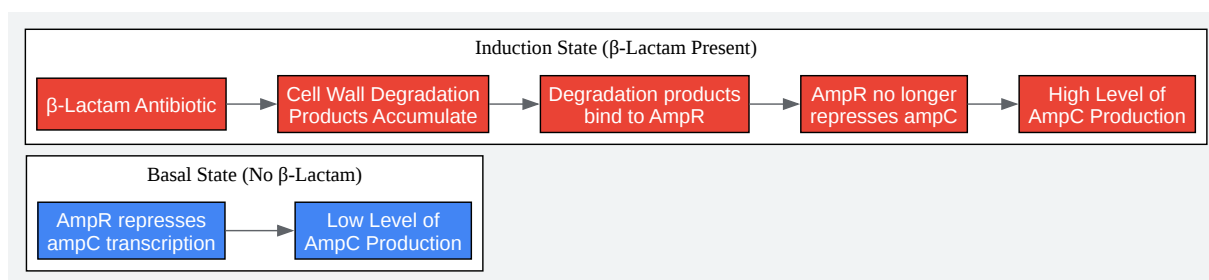 Induction State (β-Lactam Present)
β-Lactam Antibiotic
Cell Wall Degradation
Products Accumulate
Degradation products
bind to AmpR
AmpR no longer
represses ampC
High Level of
AmpC Production
Basal State (No β-Lactam)
AmpR represses
ampC transcription
Low Level of
AmpC Production